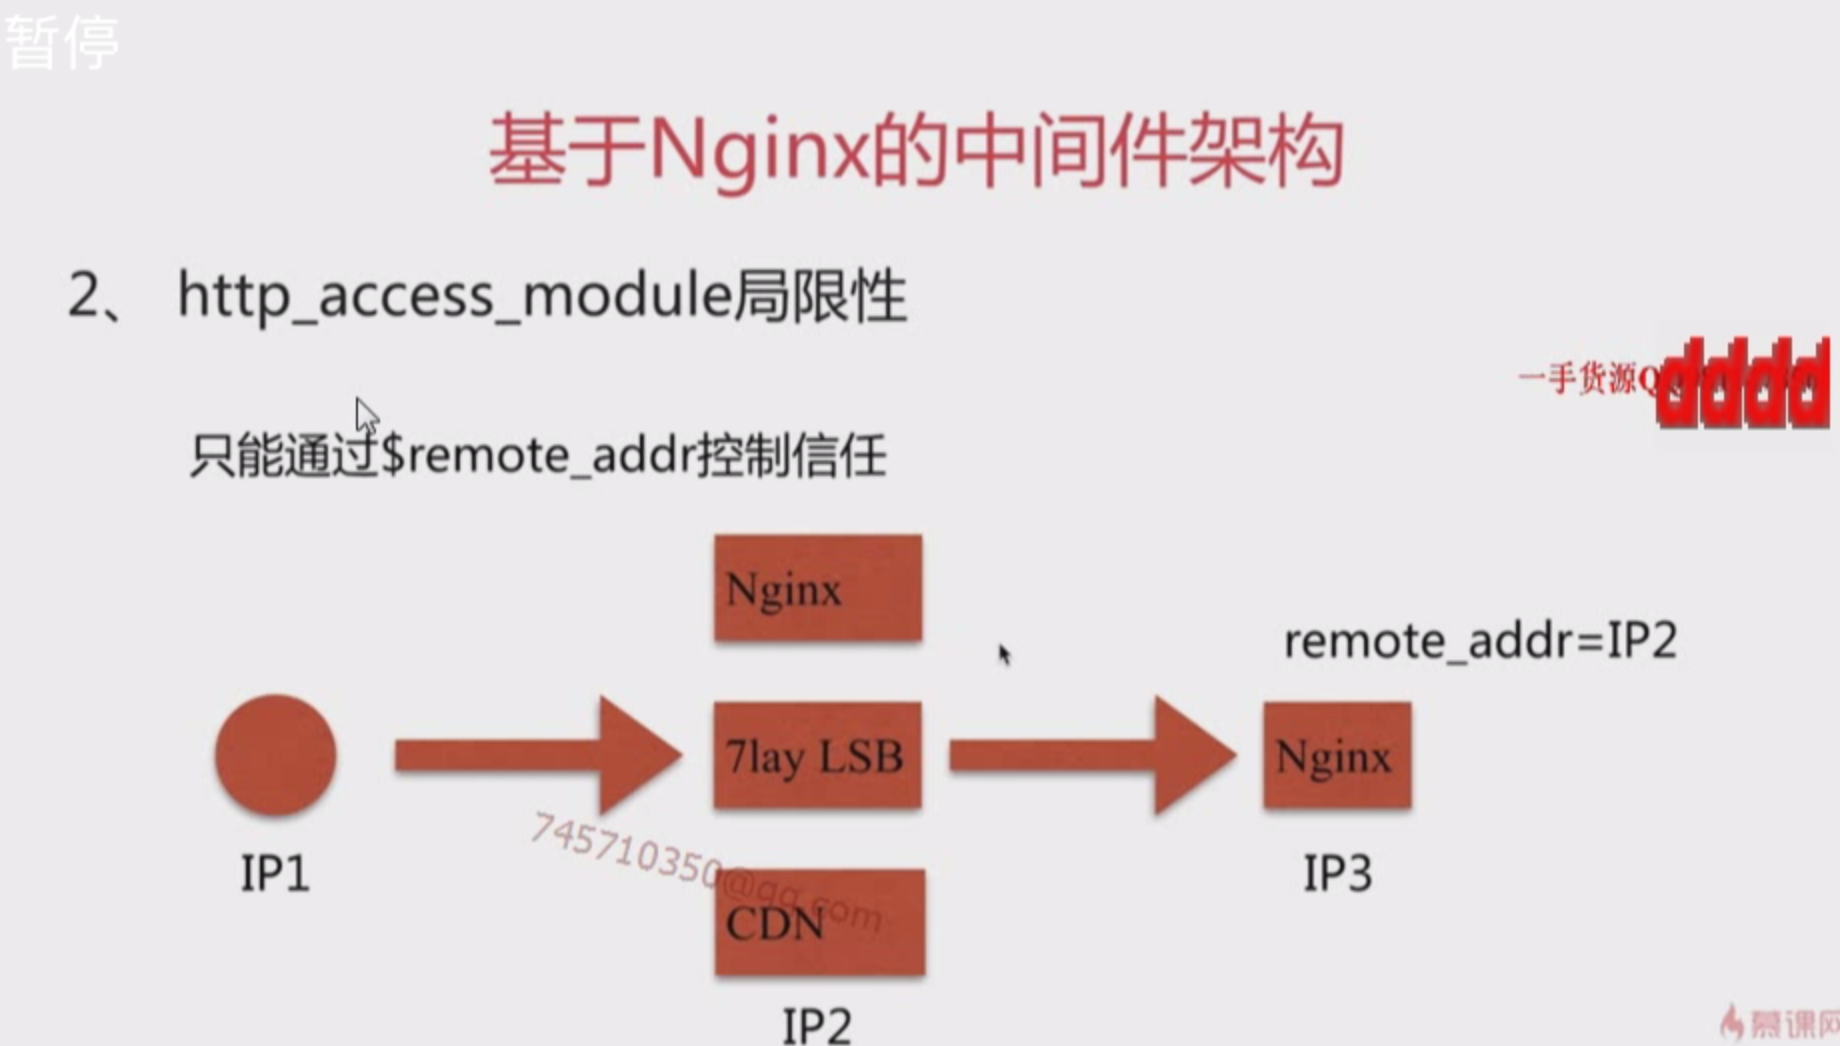 暂停
基于Nginx的中间件架构
2、 http_access_module局限性
一手货源Q
dddd
只能通过$remote_addr控制信任
Nginx
remote_addr=IP2
7lay LSB
Nginx
745710350@qq.com
IP1
IP3
CDN
IP2
慕课网